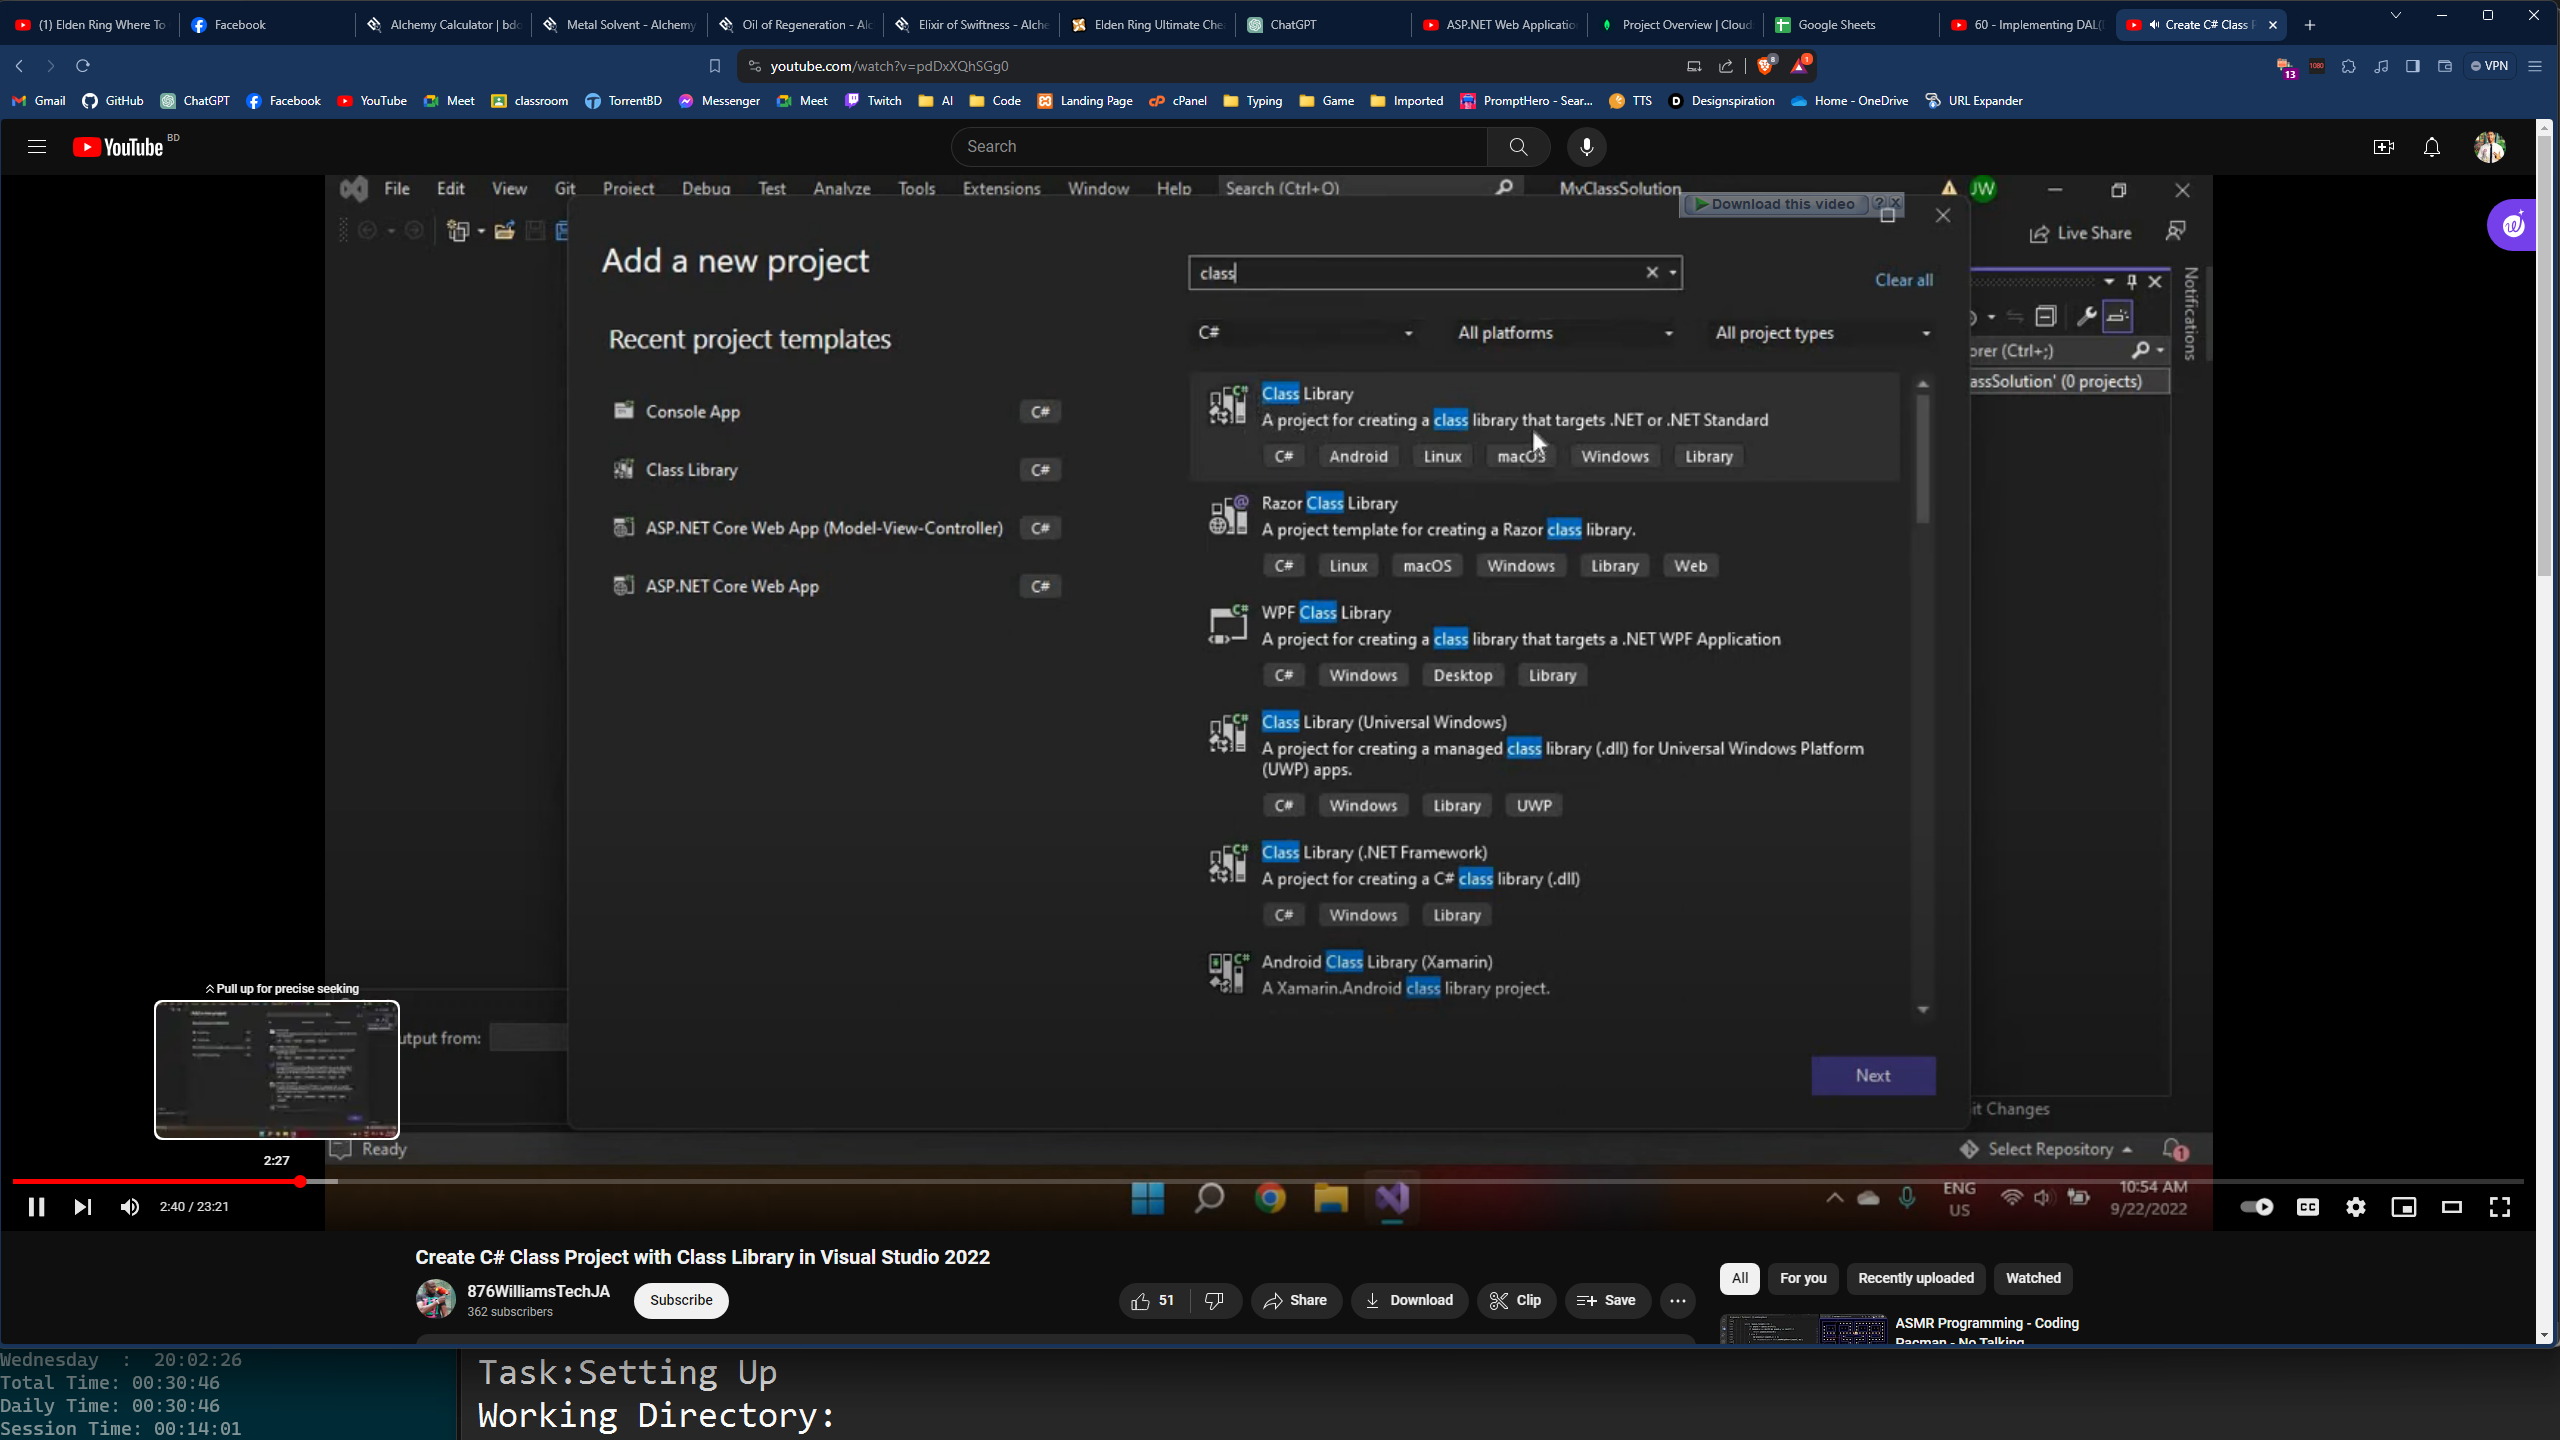 (1) Elden Ring Where To
Facebook
Alchemy Calculator | bdo
Metal Solvent - Alchemy
Oil of Regeneration - Alc
Elixir of Swiftness - Alche
Elden Ring Ultimate Che
ChatGPT
ASP.NET Web Application
Project Overview | Cloud
Google Sheets
60 - Implementing DAL(
Create C# Class P
youtube.com/watch?v=pdDxXQhSGg0
8
1
13
1080
VPN
Gmail
GitHub
ChatGPT
Facebook
YouTube
Meet
classroom
TorrentBD
Messenger
Meet
Twitch
AI
Code
Landing Page
cPanel
Typing
Game
Imported
PromptHero - Sear...
TTS
Designspiration
Home - OneDrive
URL Expander
YouTube BD
Search
File Edit View Git Project Debug Test Analyze Tools Extensions Window Help Search (Ctrl+Q) MyClassSolution JW
Download this video ? X
Live Share
Add a new project
class
Clear all
Notifications
Recent project templates
C# All platforms All project types
orer (Ctrl+;)
assSolution' (0 projects)
Console App C#
Class Library C#
ASP.NET Core Web App (Model-View-Controller) C#
ASP.NET Core Web App C#
Class Library
A project for creating a class library that targets .NET or .NET Standard
C# Android Linux macOS Windows Library
Razor Class Library
A project template for creating a Razor class library.
C# Linux macOS Windows Library Web
WPF Class Library
A project for creating a class library that targets a .NET WPF Application
C# Windows Desktop Library
Class Library (Universal Windows)
A project for creating a managed class library (.dll) for Universal Windows Platform
(UWP) apps.
C# Windows Library UWP
Class Library (.NET Framework)
A project for creating a C# class library (.dll)
C# Windows Library
Android Class Library (Xamarin)
A Xamarin.Android class library project.
Pull up for precise seeking
utput from:
Next
it Changes
Ready
Select Repository
1
2:27
2:40 / 23:21
ENG
US
10:54 AM
9/22/2022
CC
Create C# Class Project with Class Library in Visual Studio 2022
876WilliamsTechJA
362 subscribers
Subscribe
51
Share
Download
Clip
Save
All
For you
Recently uploaded
Watched
ASMR Programming - Coding
Pacman - No Talking
Wednesday : 20:02:26
Total Time: 00:30:46
Daily Time: 00:30:46
Session Time: 00:14:01
Task:Setting Up
Working Directory: